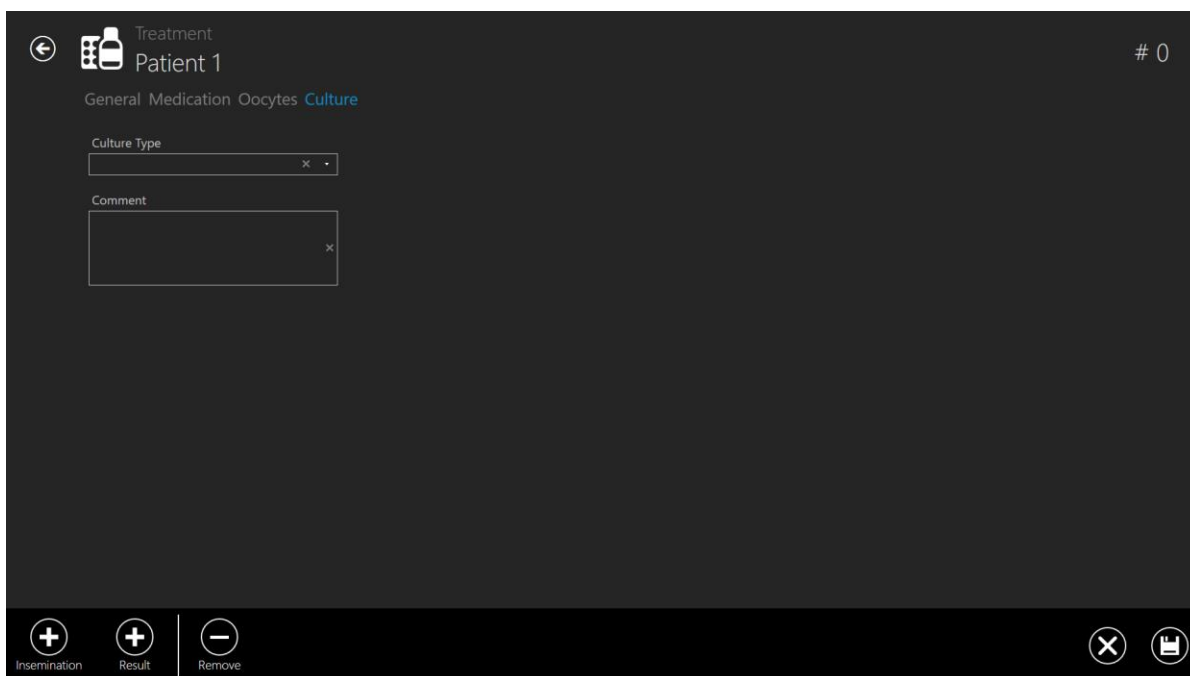 Treatment
Patient 1
# 0
General Medication Oocytes Culture
Culture Type
Comment
Insemination
Result
Remove